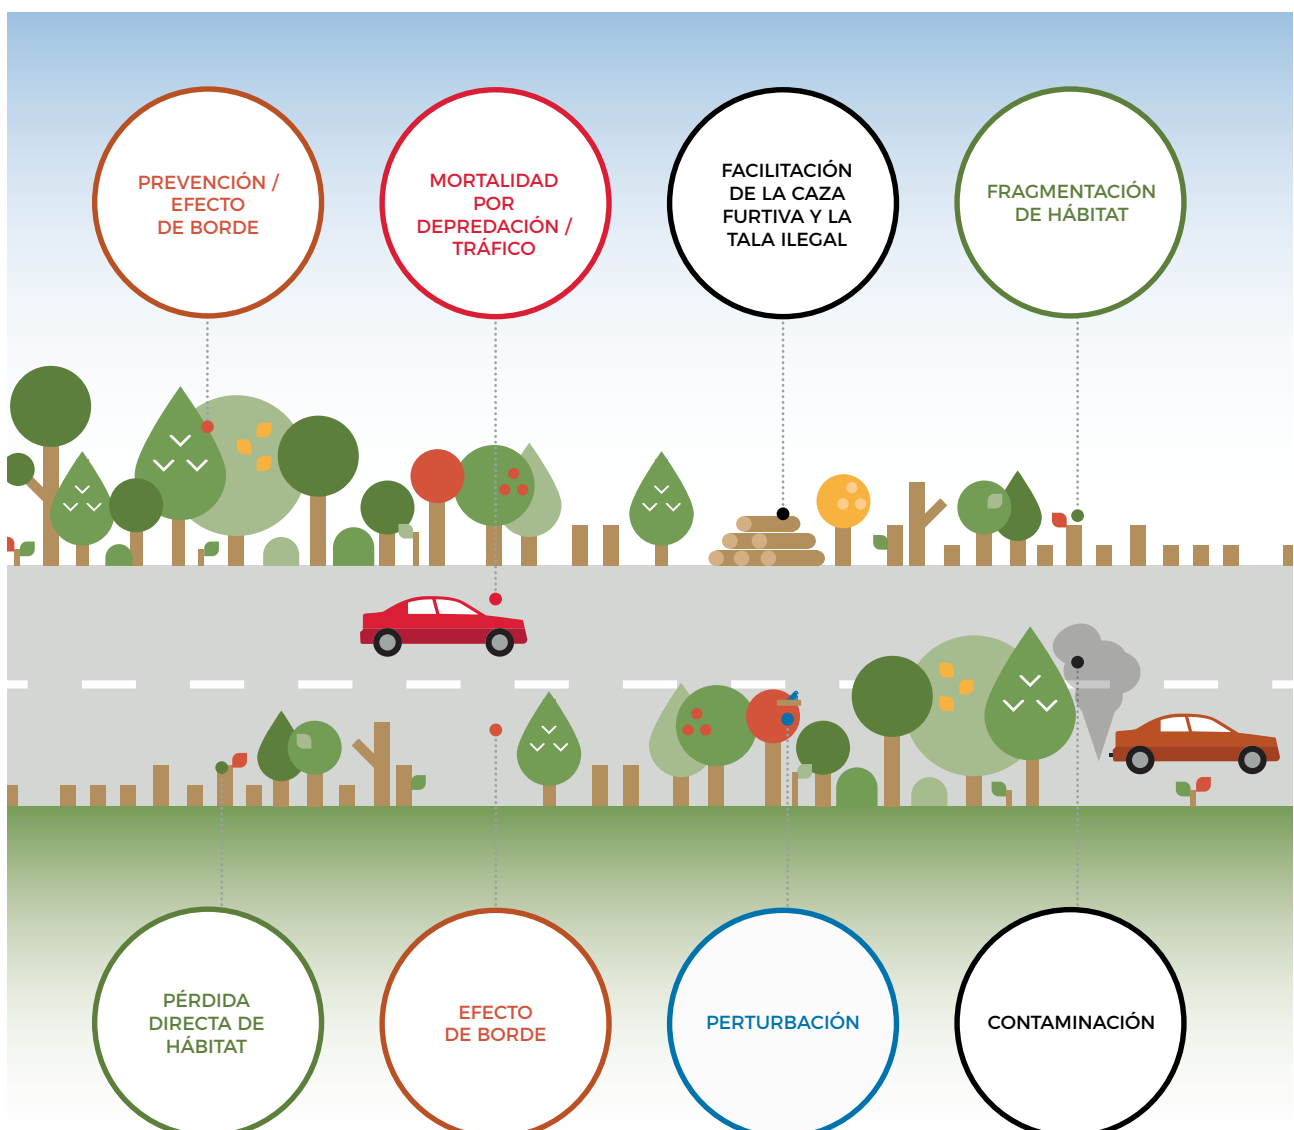 PREVENCIÓN /
EFECTO
DE BORDE
MORTALIDAD
POR
DEPREDACIÓN /
TRÁFICO
FACILITACIÓN
DE LA CAZA
FURTIVA Y LA
TALA ILEGAL
FRAGMENTACIÓN
DE HÁBITAT
PÉRDIDA
DIRECTA DE
HÁBITAT
EFECTO
DE BORDE
PERTURBACIÓN
CONTAMINACIÓN